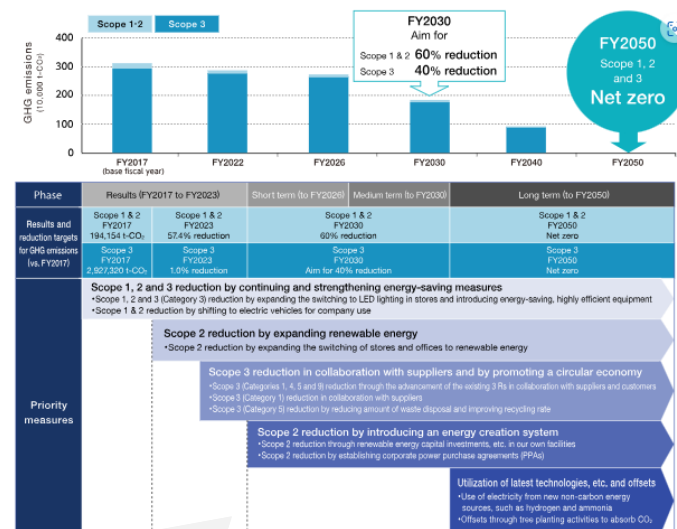 Scope 1-2
Scope 3
GHG emissions
(10,000 t-CO₂)
400
300
200
100
0
FY2017
(base fiscal year)
FY2022
FY2026
FY2030
FY2040
FY2050
FY2030
Aim for
Scope 1 & 2 60% reduction
Scope 3 40% reduction
FY2050
Scope 1, 2
and 3
Net zero
Phase
Results (FY2017 to FY2023)
Short term (to FY2026)
Medium term (to FY2030)
Long term (to FY2050)
Results and
reduction targets
for GHG emissions
(vs. FY2017)
Scope 1 & 2
FY2017
194,154 t-CO₂
Scope 1 & 2
FY2023
57.4% reduction
Scope 1 & 2
FY2030
60% reduction
Scope 1 & 2
FY2050
Net zero
Scope 3
FY2017
2,927,320 t-CO₂
Scope 3
FY2023
1.0% reduction
Scope 3
FY2030
Aim for 40% reduction
Scope 3
FY2050
Net zero
Priority
measures
Scope 1, 2 and 3 reduction by continuing and strengthening energy-saving measures
•Scope 1, 2 and 3 (Category 3) reduction by expanding the switching to LED lighting in stores and introducing energy-saving, highly efficient equipment
•Scope 1 & 2 reduction by shifting to electric vehicles for company use
Scope 2 reduction by expanding renewable energy
•Scope 2 reduction by expanding the switching of stores and offices to renewable energy
Scope 3 reduction in collaboration with suppliers and by promoting a circular economy
•Scope 3 (Categories 1, 4, 5 and 9) reduction through the advancement of the existing 3 Rs in collaboration with suppliers and customers
•Scope 3 (Category 1) reduction in collaboration with suppliers
•Scope 3 (Category 5) reduction by reducing amount of waste disposal and improving recycling rate
Scope 2 reduction by introducing an energy creation system
•Scope 2 reduction through renewable energy capital investments, etc. in our own facilities
•Scope 2 reduction by establishing corporate power purchase agreements (PPAs)
Utilization of latest technologies, etc. and offsets
•Use of electricity from new non-carbon energy
sources, such as hydrogen and ammonia
•Offsets through tree planting activities to absorb CO₂